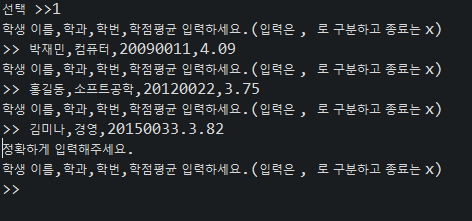 선택 >>1
학생 이름,학과,학번,학점평균 입력하세요.(입력은 , 로 구분하고 종료는 x)
>> 박재민,컴퓨터,20090011,4.09
학생 이름,학과,학번,학점평균 입력하세요.(입력은 , 로 구분하고 종료는 x)
>> 홍길동,소프트공학,20120022,3.75
학생 이름,학과,학번,학점평균 입력하세요.(입력은 , 로 구분하고 종료는 x)
>> 김미나,경영,20150033.3.82
정확하게 입력해주세요.
학생 이름,학과,학번,학점평균 입력하세요.(입력은 , 로 구분하고 종료는 x)
>>